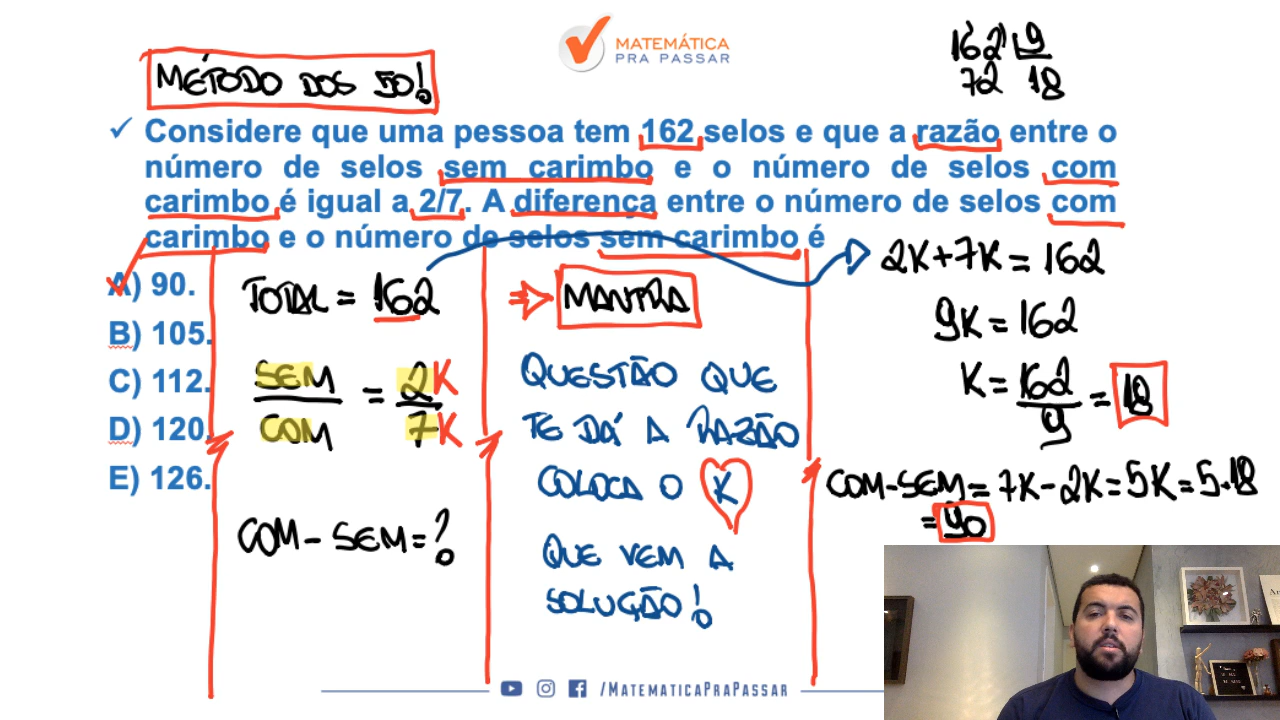 MATEMÁTICA
PRA PASSAR
162 9
72 18
MÉTODO DOS 50!
✓ Considere que uma pessoa tem 162 selos e que a razão entre o
número de selos sem carimbo e o número de selos com
carimbo é igual a 2/7. A diferença entre o número de selos com
carimbo e o número de selos sem carimbo é
A) 90.
B) 105.
C) 112.
D) 120.
E) 126.
TOTAL = 162
SEM = 2K
COM 7K
COM - SEM = ?
⇒ MANTRA
QUESTÃO QUE
TE DÁ A RAZÃO
COLOCA O K
QUE VEM A
SOLUÇÃO!
2K+7K = 162
9K = 162
K = 162/9 = 18
COM-SEM = 7K - 2K = 5K = 5.18
= 90
/MATEMATICAPRAPASSAR